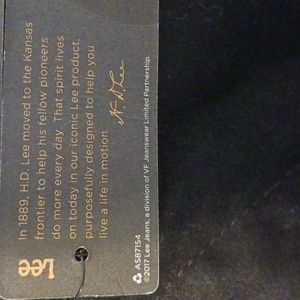 In 1889, H.D. Lee moved to the Kansas
frontier to help his fellow pioneers
do more every day. That spirit lives
on today in our iconic Lee product,
purposefully designed to help you
live a life in motion.
H. D. Lee
Lee
AS87154
©2017 Lee Jeans, a division of VF Jeanswear Limited Partnership.